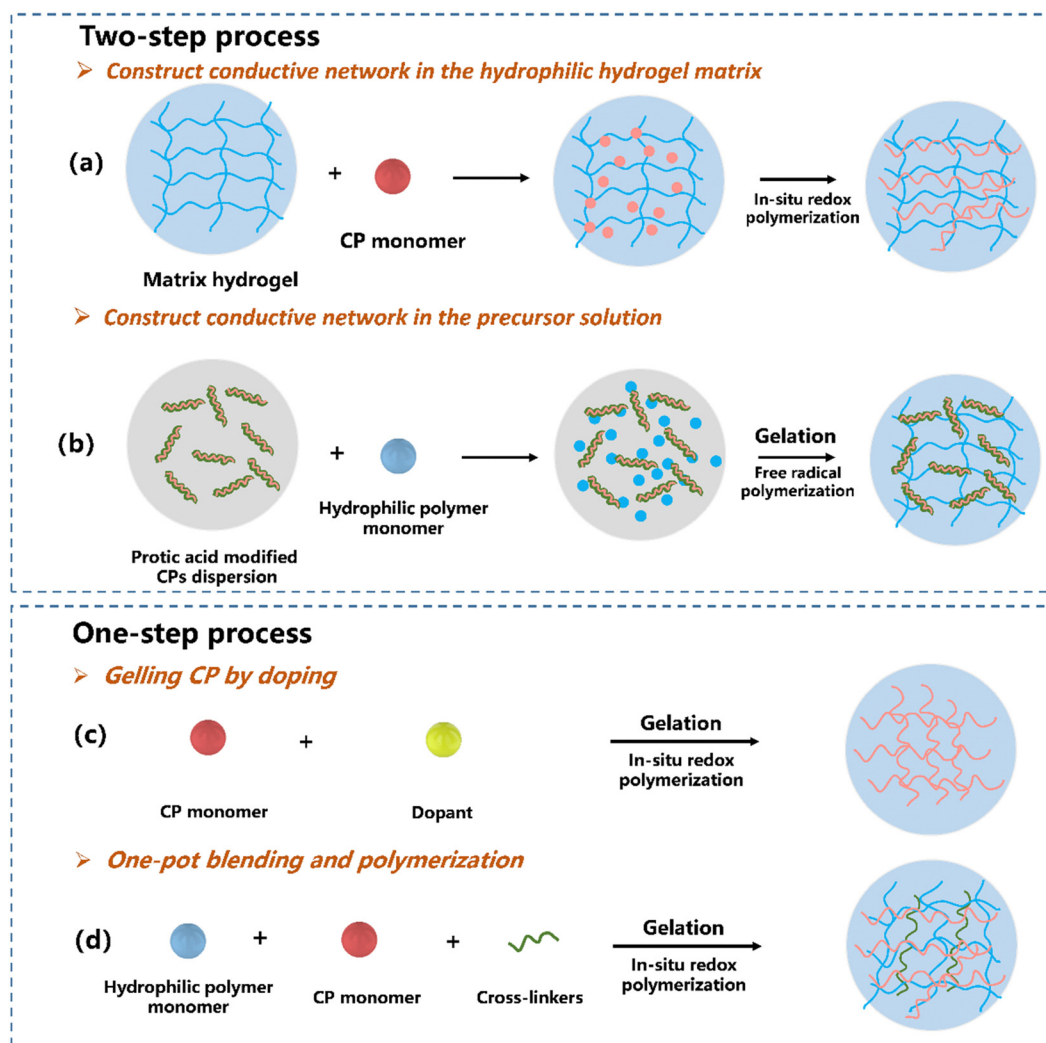 Two-step process
➢ Construct conductive network in the hydrophilic hydrogel matrix
(a)
+
CP monomer
Matrix hydrogel
In-situ redox
polymerization
➢ Construct conductive network in the precursor solution
(b)
+
Hydrophilic polymer
monomer
Protic acid modified
CPs dispersion
Gelation
Free radical
polymerization
One-step process
➢ Gelling CP by doping
(c)
+
CP monomer
Dopant
Gelation
In-situ redox
polymerization
➢ One-pot blending and polymerization
(d)
+
+
Hydrophilic polymer
monomer
CP monomer
Cross-linkers
Gelation
In-situ redox
polymerization